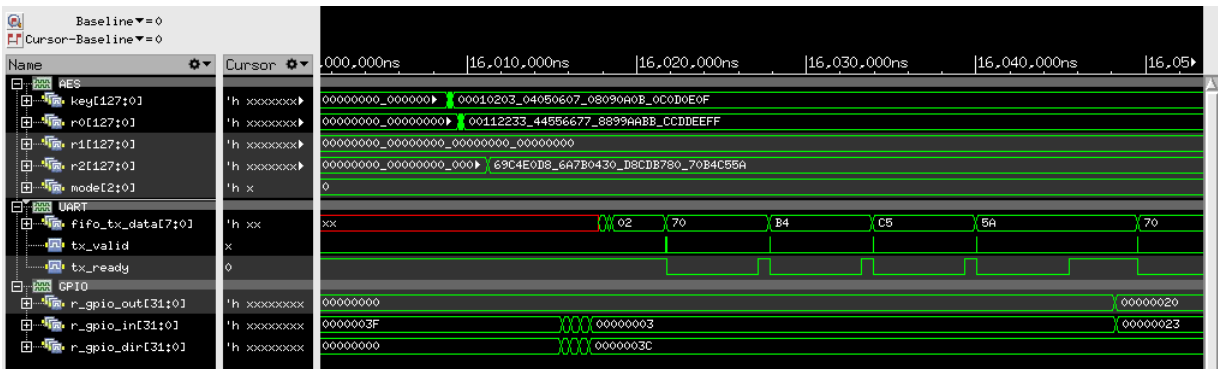 Baseline▼=0
Cursor-Baseline▼=0
Name Cursor ,000,000ns 16,010,000ns 16,020,000ns 16,030,000ns 16,040,000ns 16,05
AES
key[127:0] 'h xxxxxxx 00000000_000000 00010203_04050607_08090A0B_0C0D0E0F
r0[127:0] 'h xxxxxxx 00000000_00000000 00112233_44556677_8899AABB_CCDDEEFF
r1[127:0] 'h xxxxxxx 00000000_00000000_00000000_00000000
r2[127:0] 'h xxxxxxx 00000000_00000000_000 69C4E0D8_6A7B0430_D8CDB780_70B4C55A
mode[2:0] 'h x 0
UART
fifo_tx_data[7:0] 'h xx xx 02 70 B4 C5 5A 70
tx_valid x
tx_ready 0
GPIO
r_gpio_out[31:0] 'h xxxxxxxx 00000000 00000020
r_gpio_in[31:0] 'h xxxxxxxx 0000003F 00000003 00000023
r_gpio_dir[31:0] 'h xxxxxxxx 00000000 0000003C